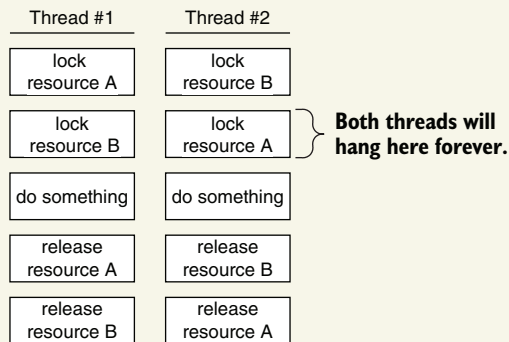 Thread #1
Thread #2
lock
resource A
lock
resource B
lock
resource B
lock
resource A
Both threads will
hang here forever.
do something
do something
release
resource A
release
resource B
release
resource B
release
resource A